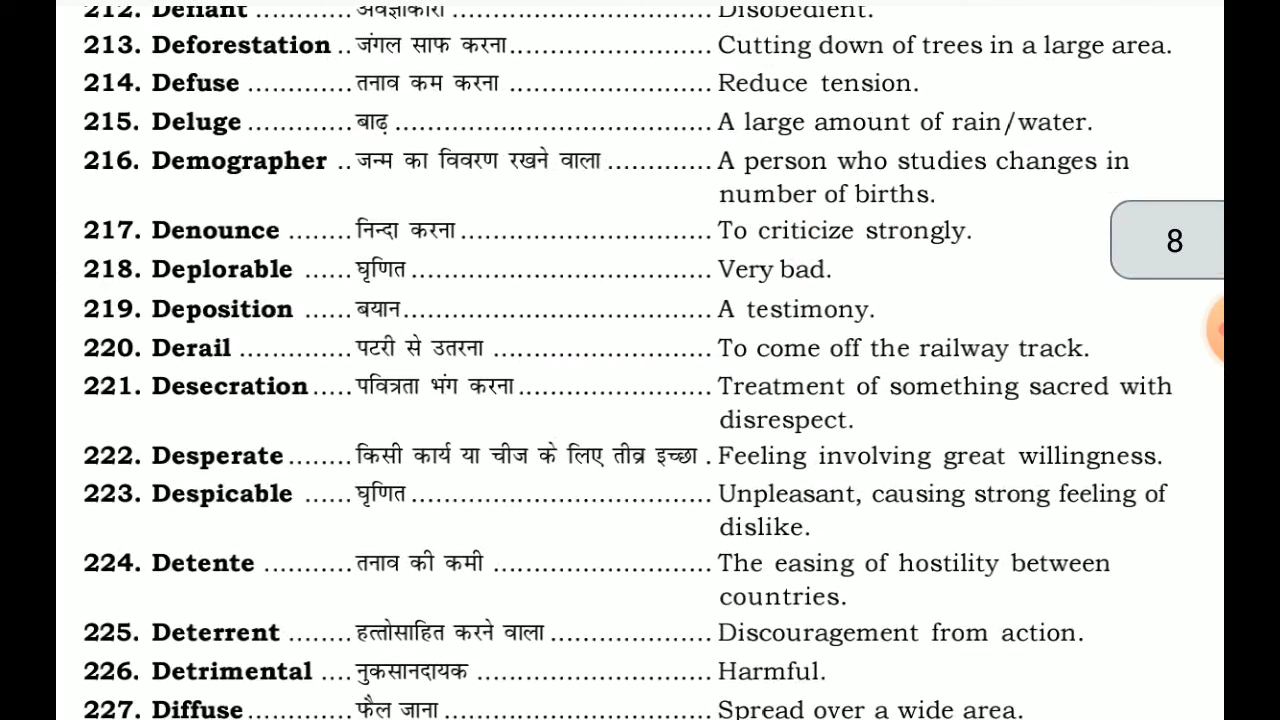 212. Defiant ............ अवज्ञाकारी .......................... Disobedient.
213. Deforestation .. जंगल साफ करना........................ Cutting down of trees in a large area.
214. Defuse ............. तनाव कम करना ........................ Reduce tension.
215. Deluge ............. बाढ़ ...................................... A large amount of rain/water.
216. Demographer .. जन्म का विवरण रखने वाला ............. A person who studies changes in
number of births.
217. Denounce ........ निन्दा करना .............................. To criticize strongly.
8
218. Deplorable ...... घृणित .................................... Very bad.
219. Deposition ...... बयान..................................... A testimony.
220. Derail .............. पटरी से उतरना .......................... To come off the railway track.
221. Desecration ..... पवित्रता भंग करना ....................... Treatment of something sacred with
disrespect.
222. Desperate........ किसी कार्य या चीज के लिए तीव्र इच्छा . Feeling involving great willingness.
223. Despicable ...... घृणित .................................... Unpleasant, causing strong feeling of
dislike.
224. Detente ........... तनाव की कमी .......................... The easing of hostility between
countries.
225. Deterrent ........ हत्तोसाहित करने वाला ................... Discouragement from action.
226. Detrimental .... नुकसानदायक ............................ Harmful.
227. Diffuse ............. फैल जाना ................................ Spread over a wide area.